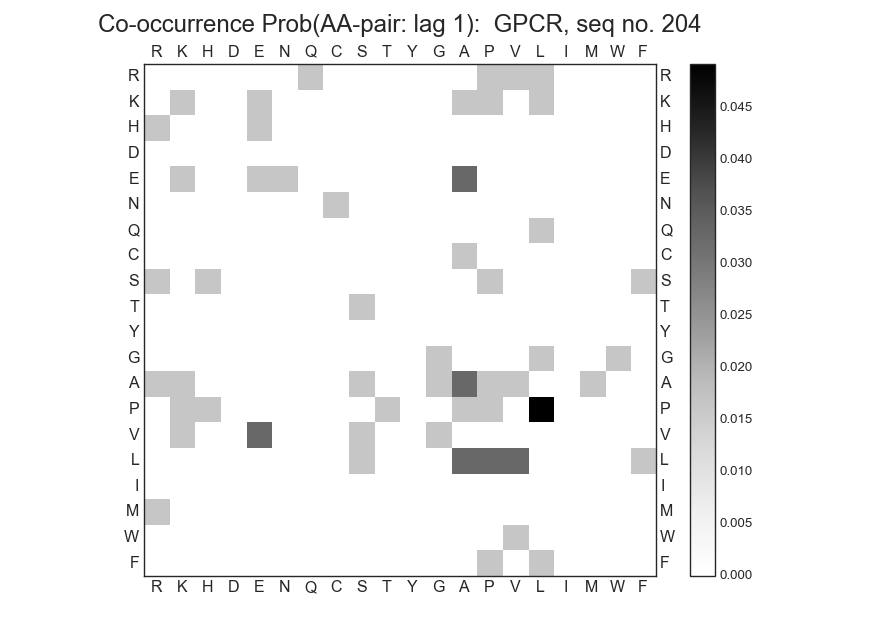 Co-occurrence Prob(AA-pair: lag 1):  GPCR, seq no. 204
R K H D E N Q C S T Y G A P V L I M W F
R R
K K
H H
D D
E E
N N
Q Q
C C
S S
T T
Y Y
G G
A A
P P
V V
L L
I I
M M
W W
F F
R K H D E N Q C S T Y G A P V L I M W F
0.045
0.040
0.035
0.030
0.025
0.020
0.015
0.010
0.005
0.000